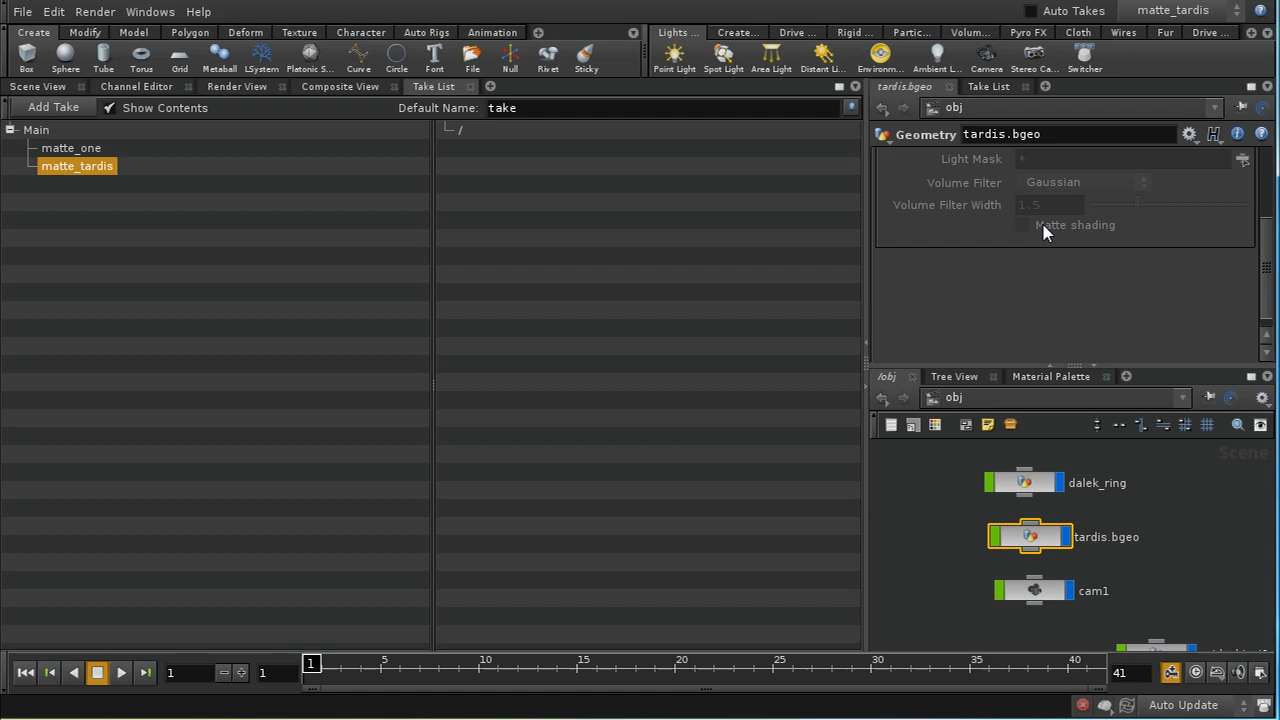 File Edit Render Windows Help Auto Takes matte_tardis
Create Modify Model Polygon Deform Texture Character Auto Rigs Animation Lights ... Create... Drive ... Rigid ... Partic... Volum... Pyro FX Cloth Wires Fur Drive ...
Box Sphere Tube Torus Grid Metaball LSystem Platonic S... Curve Circle Font File Null Rivet Sticky Point Light Spot Light Area Light Distant Li... Environm... Ambient L... Camera Stereo Ca... Switcher
Scene View Channel Editor Render View Composite View Take List tardis.bgeo Take List
Add Take Show Contents Default Name: take obj
Main /
Geometry tardis.bgeo
matte_one
matte_tardis
Light Mask *
Volume Filter Gaussian
Volume Filter Width 1.5
Matte shading
/obj Tree View Material Palette
obj
Scene
dalek_ring
tardis.bgeo
cam1
1 1 1 5 10 15 20 25 30 35 40 41
Auto Update